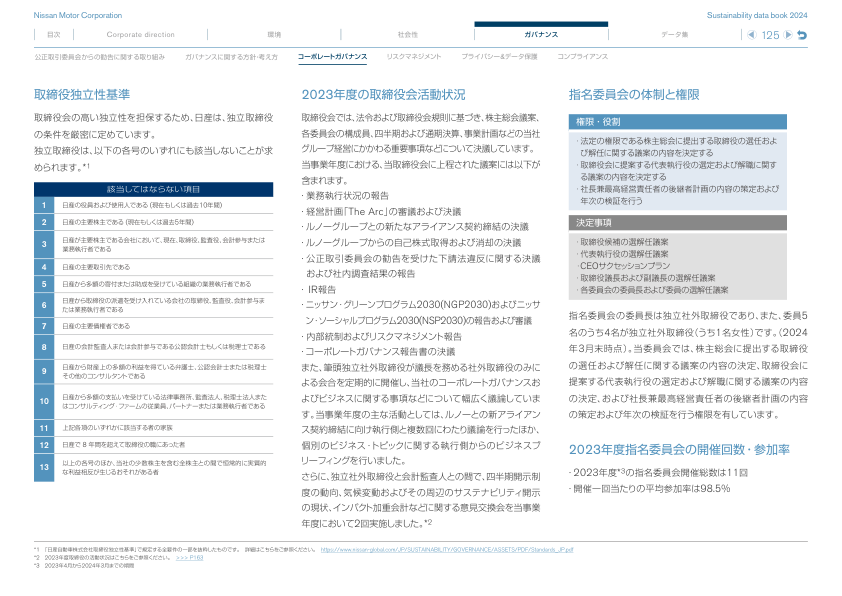 Nissan Motor Corporation
Sustainability data book 2024
目次
Corporate direction
環境
社会性
ガバナンス
データ集
125
公正取引委員会からの勧告に関する取り組み
ガバナンスに関する方針・考え方
コーポレートガバナンス
リスクマネジメント
プライバシー&データ保護
コンプライアンス
取締役独立性基準
取締役会の高い独立性を担保するため、日産は、独立取締役
の条件を厳密に定めています。
独立取締役は、以下の各号のいずれにも該当しないことが求
められます。*1
該当してはならない項目
1 日産の役員および使用人である（現在もしくは過去10年間）
2 日産の主要株主である（現在もしくは過去5年間）
3 日産が主要株主である会社において、現在、取締役、監査役、会計参与または
業務執行者である
4 日産の主要取引先である
5 日産から多額の寄付または助成を受けている組織の業務執行者である
6 日産から取締役の派遣を受け入れている会社の取締役、監査役、会計参与ま
たは業務執行者である
7 日産の主要債権者である
8 日産の会計監査人または会計参与である公認会計士もしくは税理士である
9 日産から財産上の多額の利益を得ている弁護士、公認会計士または税理士
その他のコンサルタントである
10 日産から多額の支払いを受けている法律事務所、監査法人、税理士法人また
はコンサルティング・ファームの従業員、パートナーまたは業務執行者である
11 上記各項のいずれかに該当する者の家族
12 日産で 8 年間を超えて取締役の職にあった者
13 以上の各号のほか、当社の少数株主を含む全株主との間で恒常的に実質的
な利益相反が生じるおそれがある者
2023年度の取締役会活動状況
取締役会では、法令および取締役会規則に基づき、株主総会議案、
各委員会の構成員、四半期および通期決算、事業計画などの当社
グループ経営にかかわる重要事項などについて決議しています。
当事業年度における、当取締役会に上程された議案には以下が
含まれます。
・業務執行状況の報告
・経営計画「The Arc」の審議および決議
・ルノーグループとの新たなアライアンス契約締結の決議
・ルノーグループからの自己株式取得および消却の決議
・公正取引委員会の勧告を受けた下請法違反に関する決議
および社内調査結果の報告
・IR報告
・ニッサン・グリーンプログラム2030(NGP2030)およびニッサ
ン・ソーシャルプログラム2030(NSP2030)の報告および審議
・内部統制およびリスクマネジメント報告
・コーポレートガバナンス報告書の決議
また、筆頭独立社外取締役が議長を務める社外取締役のみに
よる会合を定期的に開催し、当社のコーポレートガバナンスお
よびビジネスに関する事項などについて幅広く議論していま
す。当事業年度の主な活動としては、ルノーとの新アライアン
ス契約締結に向け執行側と複数回にわたり議論を行ったほか、
個別のビジネス・トピックに関する執行側からのビジネスブ
リーフィングを行いました。
さらに、独立社外取締役と会計監査人との間で、四半期開示制
度の動向、気候変動およびその周辺のサステナビリティ開示
の現状、インパクト加重会計などに関する意見交換会を当事業
年度において2回実施しました。*2
指名委員会の体制と権限
権限・役割
・法定の権限である株主総会に提出する取締役の選任およ
び解任に関する議案の内容を決定する
・取締役会に提案する代表執行役の選定および解職に関す
る議案の内容を決定する
・社長兼最高経営責任者の後継者計画の内容の策定および
年次の検証を行う
決定事項
・取締役候補の選解任議案
・代表執行役の選解任議案
・CEOサクセッションプラン
・取締役議長および副議長の選解任議案
・各委員会の委員長および委員の選解任議案
指名委員会の委員長は独立社外取締役であり、また、委員5
名のうち4名が独立社外取締役（うち1名女性）です。（2024
年3月末時点）。当委員会では、株主総会に提出する取締役
の選任および解任に関する議案の内容の決定、取締役会に
提案する代表執行役の選定および解職に関する議案の内容
の決定、および社長兼最高経営責任者の後継者計画の内容
の策定および年次の検証を行う権限を有しています。
2023年度指名委員会の開催回数・参加率
・2023年度*3の指名委員会開催総数は11回
・開催一回当たりの平均参加率は98.5%
*1 「日産自動車株式会社取締役独立性基準」で規定する全要件の一部を抜粋したものです。 詳細はこちらをご参照ください。 https://www.nissan-global.com/JP/SUSTAINABILITY/GOVERNANCE/ASSETS/PDF/Standards_JP.pdf
*2 2023年度取締役の活動状況はこちらをご参照ください。 >>> P163
*3 2023年4月から2024年3月までの期間